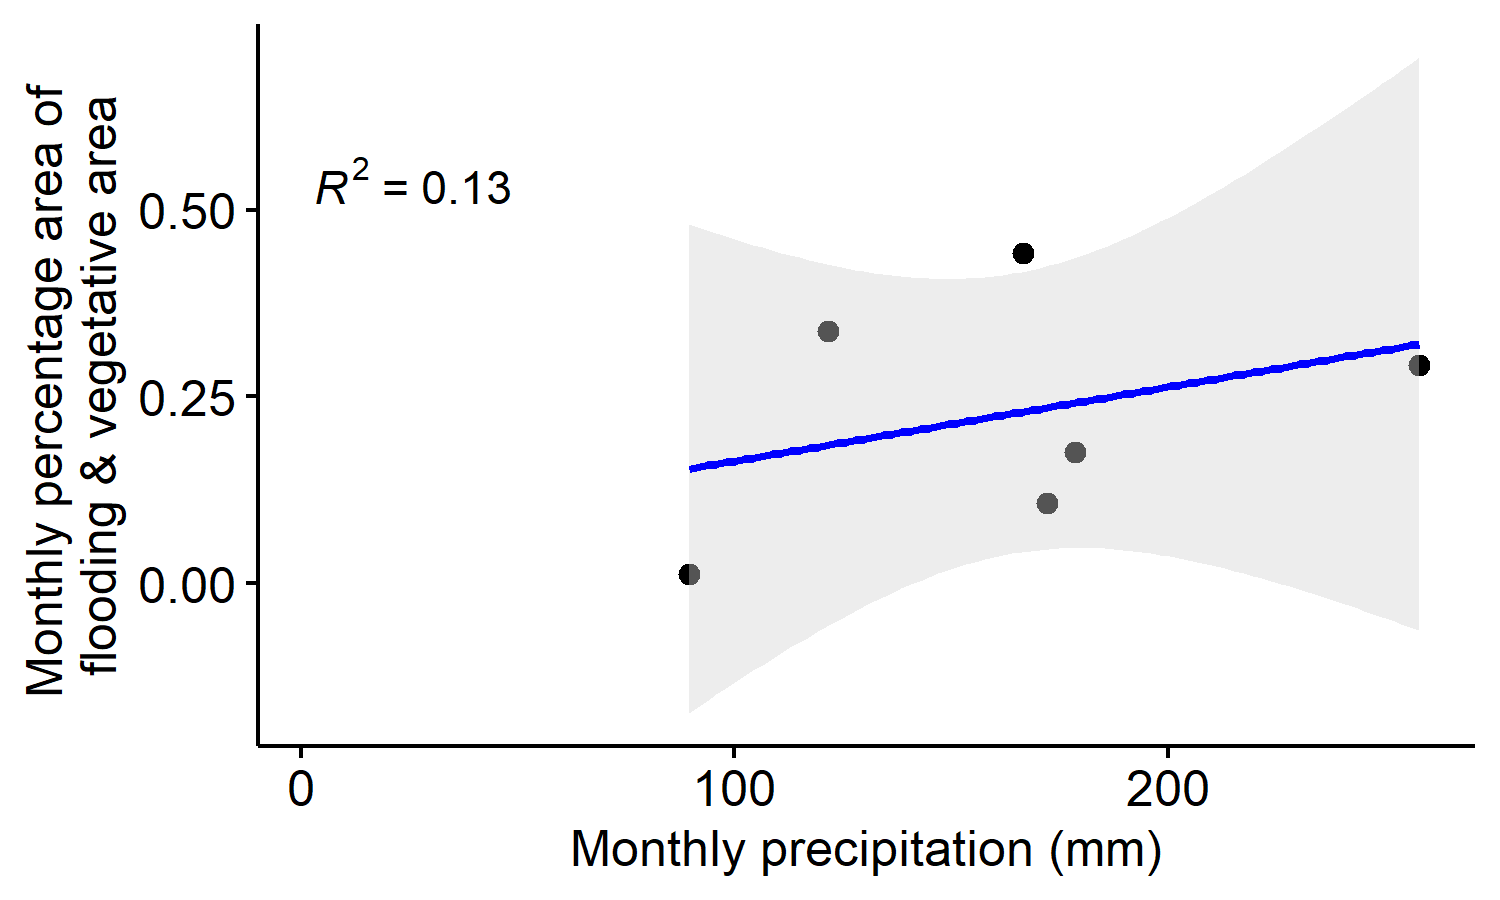 Monthly percentage area of
flooding & vegetative area
R² = 0.13
0.50
0.25
0.00
0 100 200
Monthly precipitation (mm)